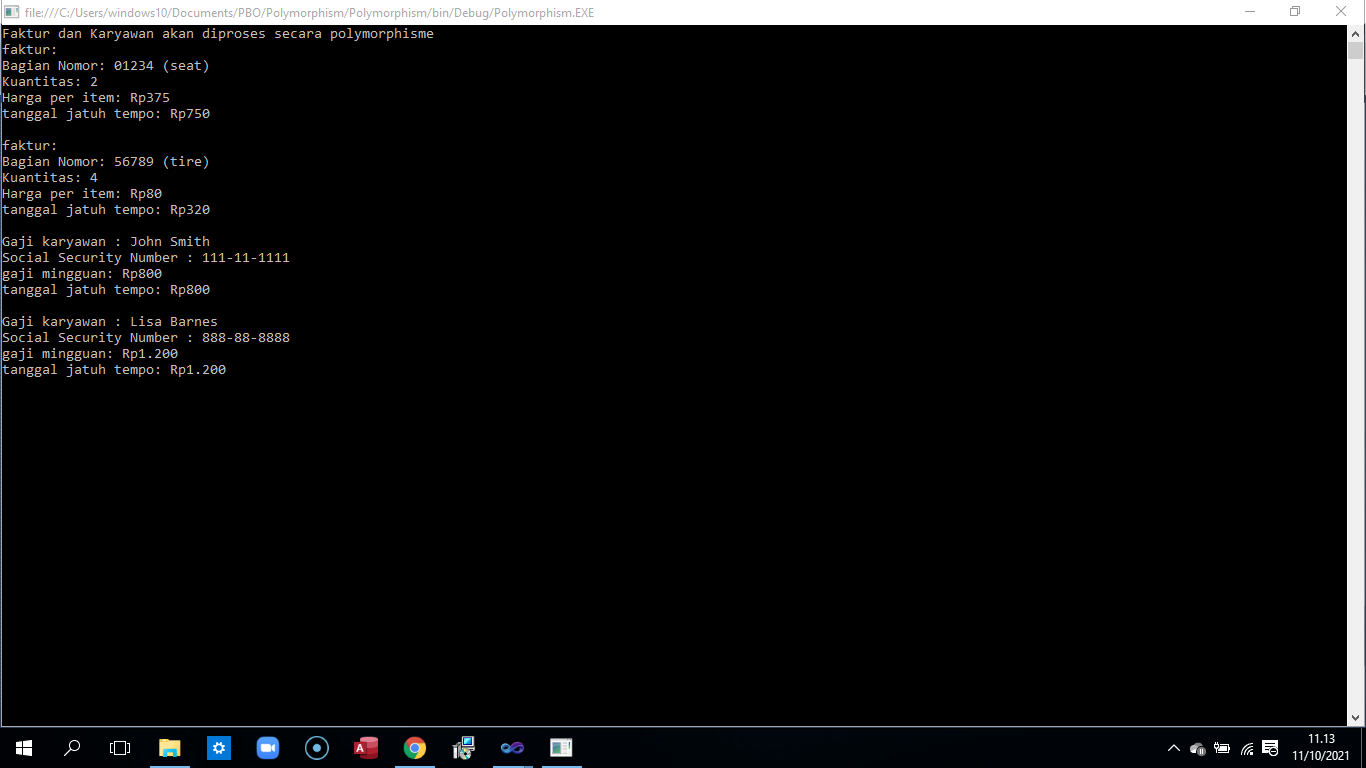 file:///C:/Users/windows10/Documents/PBO/Polymorphism/Polymorphism/bin/Debug/Polymorphism.EXE
Faktur dan Karyawan akan diproses secara polymorphisme
faktur:
Bagian Nomor: 01234 (seat)
Kuantitas: 2
Harga per item: Rp375
tanggal jatuh tempo: Rp750
faktur:
Bagian Nomor: 56789 (tire)
Kuantitas: 4
Harga per item: Rp80
tanggal jatuh tempo: Rp320
Gaji karyawan : John Smith
Social Security Number : 111-11-1111
gaji mingguan: Rp800
tanggal jatuh tempo: Rp800
Gaji karyawan : Lisa Barnes
Social Security Number : 888-88-8888
gaji mingguan: Rp1.200
tanggal jatuh tempo: Rp1.200
A
11.13
11/10/2021